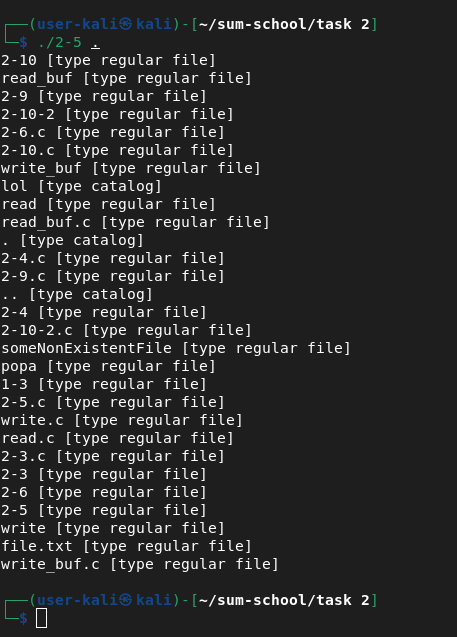 ┌──(user-kali㉿kali)-[~/sum-school/task 2]
└─$ ./2-5 .
2-10 [type regular file]
read_buf [type regular file]
2-9 [type regular file]
2-10-2 [type regular file]
2-6.c [type regular file]
2-10.c [type regular file]
write_buf [type regular file]
lol [type catalog]
read [type regular file]
read_buf.c [type regular file]
. [type catalog]
2-4.c [type regular file]
2-9.c [type regular file]
.. [type catalog]
2-4 [type regular file]
2-10-2.c [type regular file]
someNonExistentFile [type regular file]
popa [type regular file]
1-3 [type regular file]
2-5.c [type regular file]
write.c [type regular file]
read.c [type regular file]
2-3.c [type regular file]
2-3 [type regular file]
2-6 [type regular file]
2-5 [type regular file]
write [type regular file]
file.txt [type regular file]
write_buf.c [type regular file]
┌──(user-kali㉿kali)-[~/sum-school/task 2]
└─$